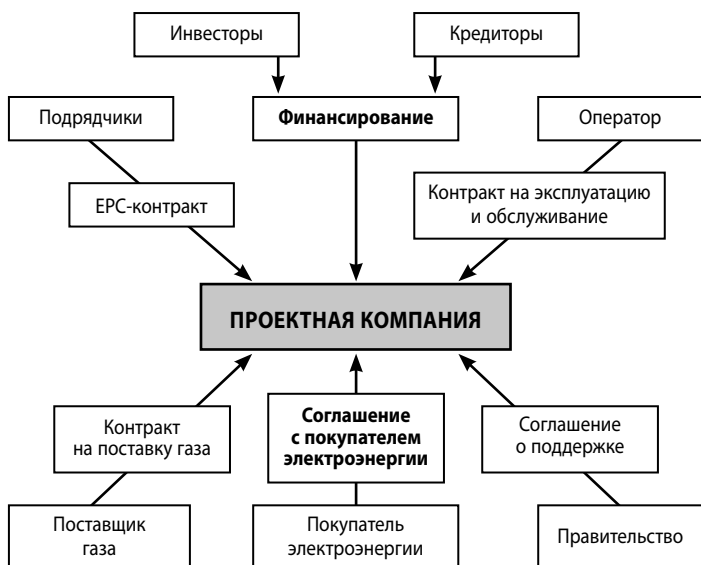 Инвесторы
Кредиторы
Подрядчики
Финансирование
Оператор
EPC-контракт
Контракт на эксплуатацию
и обслуживание
ПРОЕКТНАЯ КОМПАНИЯ
Контракт
на поставку газа
Соглашение
с покупателем
электроэнергии
Соглашение
о поддержке
Поставщик
газа
Покупатель
электроэнергии
Правительство